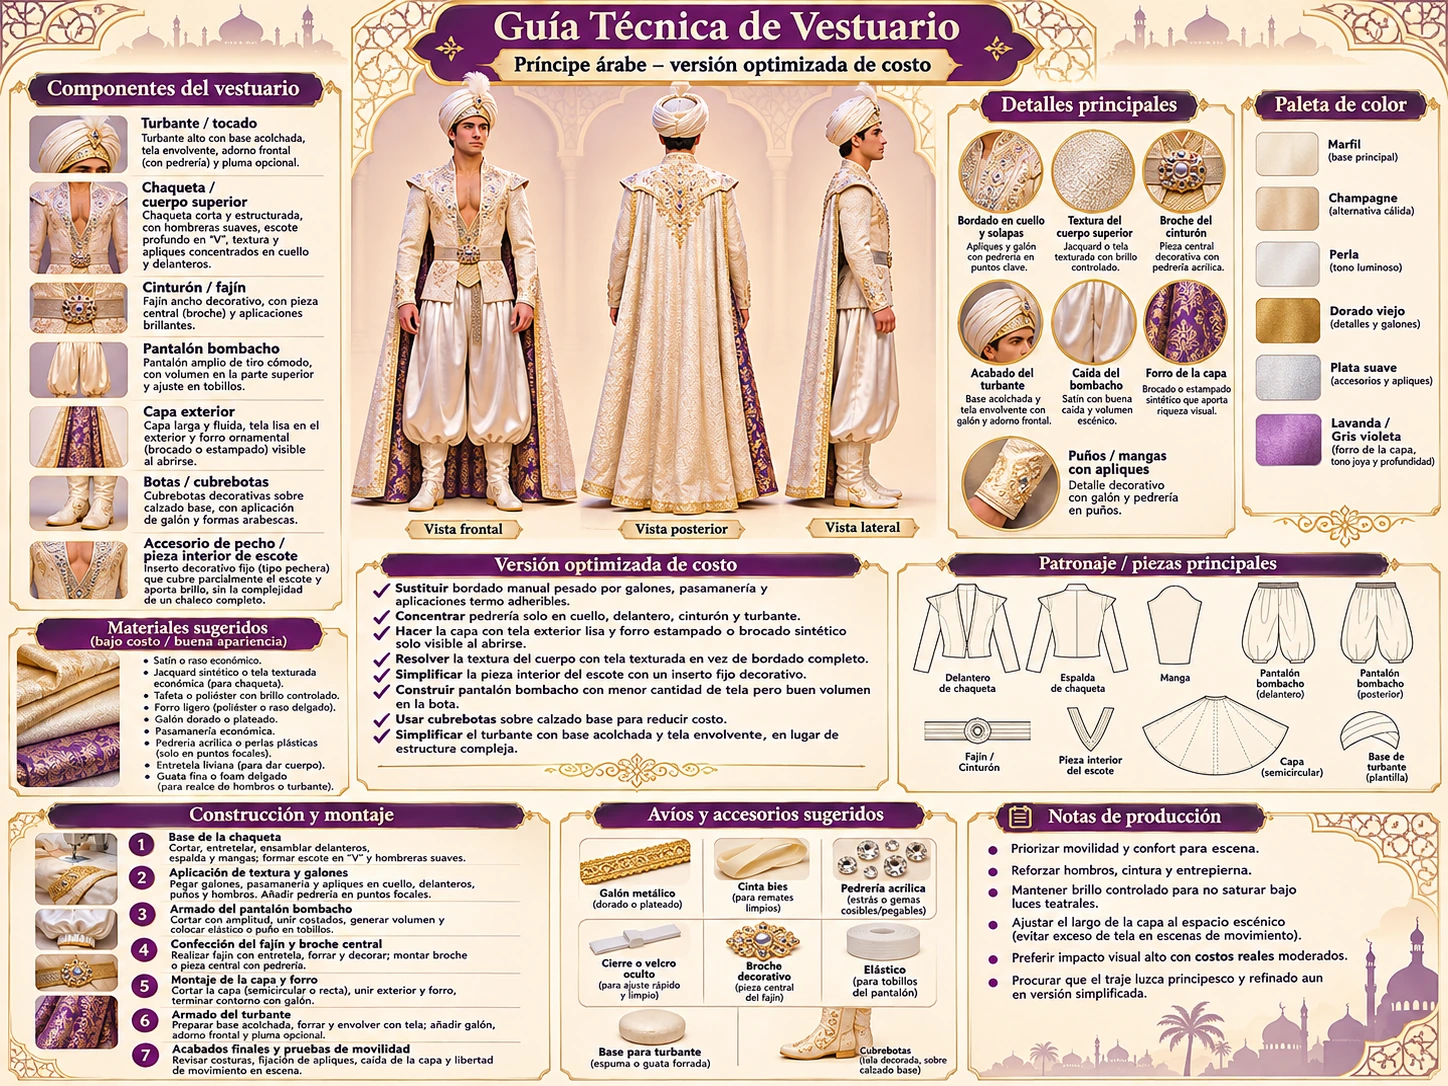 Guía Técnica de Vestuario
Príncipe árabe – versión optimizada de costo
Componentes del vestuario
Turbante / tocado
Turbante alto con base acolchada,
tela envolvente, adorno frontal
(con pedrería) y pluma opcional.
Chaqueta /
cuerpo superior
Chaqueta corta y estructurada,
con hombreras suaves, escote
profundo en "V", textura y
apliques concentrados en cuello
y delanteros.
Cinturón / fajín
Fajín ancho decorativo, con pieza
central (broche) y aplicaciones
brillantes.
Pantalón bombacho
Pantalón amplio de tiro cómodo,
con volumen en la parte superior
y ajuste en tobillos.
Capa exterior
Capa larga y fluida, tela lisa en el
exterior y forro ornamental
(brocado o estampado) visible
al abrirse.
Botas / cubrebotas
Cubrebotas decorativas sobre
calzado base, con aplicación
de galón y formas arabescas.
Accesorio de pecho /
pieza interior de escote
Inserto decorativo fijo (tipo pechera)
que cubre parcialmente el escote y
aporta brillo, sin la complejidad
de un chaleco completo.
Vista frontal
Vista posterior
Vista lateral
Detalles principales
Bordado en cuello
y solapas
Apliques y galón
con pedrería en
puntos clave.
Textura del
cuerpo superior
Jacquard o tela
texturada con brillo
controlado.
Broche del
cinturón
Pieza central
decorativa con
pedrería acrílica.
Acabado del
turbante
Base acolchada y
tela envolvente con
galón y adorno frontal.
Caída del
bombacho
Satín con buena
caida y volumen
escénico.
Forro de la capa
Brocado o estampado
sintético que aporta
riqueza visual.
Puños / mangas
con apliques
Detalle decorativo
con galón y pedrería
en puños.
Paleta de color
Marfil
(base principal)
Champagne
(alternativa cálida)
Perla
(tono luminoso)
Dorado viejo
(detalles y galones)
Plata suave
(accesorios y apliques)
Lavanda /
Gris violeta
(forro de la capa,
tono joya y profundidad)
Materiales sugeridos
(bajo costo / buena apariencia)
• Satín o raso económico.
• Jacquard sintético o tela texturada
económica (para chaqueta).
• Tafeta o poliéster con brillo controlado.
• Forro ligero (poliéster o raso delgado).
• Galón dorado o plateado.
• Pasamanería económica.
• Pedrería acrílica o perlas plásticas
(solo en puntos focales).
• Entretela liviana (para dar cuerpo).
• Guata fina o foam delgado
(para realce de hombros o turbante).
Versión optimizada de costo
Sustituir bordado manual pesado por galones, pasamanería y
aplicaciones termo adheribles.
Concentrar pedrería solo en cuello, delantero, cinturón y turbante.
Hacer la capa con tela exterior lisa y forro estampado o brocado sintético
solo visible al abrirse.
Resolver la textura del cuerpo con tela texturada en vez de bordado completo.
Simplificar la pieza interior del escote con un inserto fijo decorativo.
Construir pantalón bombacho con menor cantidad de tela pero buen volumen
en la bota.
Usar cubrebotas sobre calzado base para reducir costo.
Simplificar el turbante con base acolchada y tela envolvente, en lugar de
estructura compleja.
Patronaje / piezas principales
Delantero
de chaqueta
Espalda
de chaqueta
Manga
Pantalón
bombacho
(delantero)
Pantalón
bombacho
(posterior)
Fajín /
Cinturón
Pieza interior
del escote
Capa
(semicircular)
Base de
turbante
(plantilla)
Construcción y montaje
1 Base de la chaqueta
Cortar, entretelar, ensamblar delanteros,
espalda y mangas; formar escote en "V" y hombreras suaves.
2 Aplicación de textura y galones
Pegar galones, pasamanería y apliques en cuello, delanteros,
puños y hombros. Añadir pedrería en puntos focales.
3 Armado del pantalón bombacho
Cortar con amplitud, unir costados, generar volumen y
colocar elástico o puño en tobillos.
4 Confección del fajín y broche central
Realizar fajín con entretela, forrar y decorar; montar broche
o pieza central con pedrería.
5 Montaje de la capa y forro
Cortar la capa (semicircular o recta), unir exterior y forro,
terminar contorno con galón.
6 Armado del turbante
Preparar base acolchada, forrar y envolver con tela; añadir galón,
adorno frontal y pluma opcional.
7 Acabados finales y pruebas de movilidad
Revisar costuras, fijación de apliques, caída de la capa y libertad
de movimiento en escena.
Avíos y accesorios sugeridos
Galón metálico
(dorado o plateado)
Cinta bies
(para remates
limpios)
Pedrería acrílica
(estrás o gemas
cosibles/pegables)
Cierre o velcro
oculto
(para ajuste rápido
y limpio)
Broche
decorativo
(pieza central
del fajín)
Elástico
(para tobillos
del pantalón)
Base para turbante
(espuma o guata forrada)
Cubrebotas
(tela decorada, sobre
calzado base)
Notas de producción
• Priorizar movilidad y confort para escena.
• Reforzar hombros, cintura y entrepierna.
• Mantener brillo controlado para no saturar bajo
luces teatrales.
• Ajustar el largo de la capa al espacio escénico
(evitar exceso de tela en escenas de movimiento).
• Preferir impacto visual alto con costos reales moderados.
• Procurar que el traje luzca principesco y refinado aun
en versión simplificada.